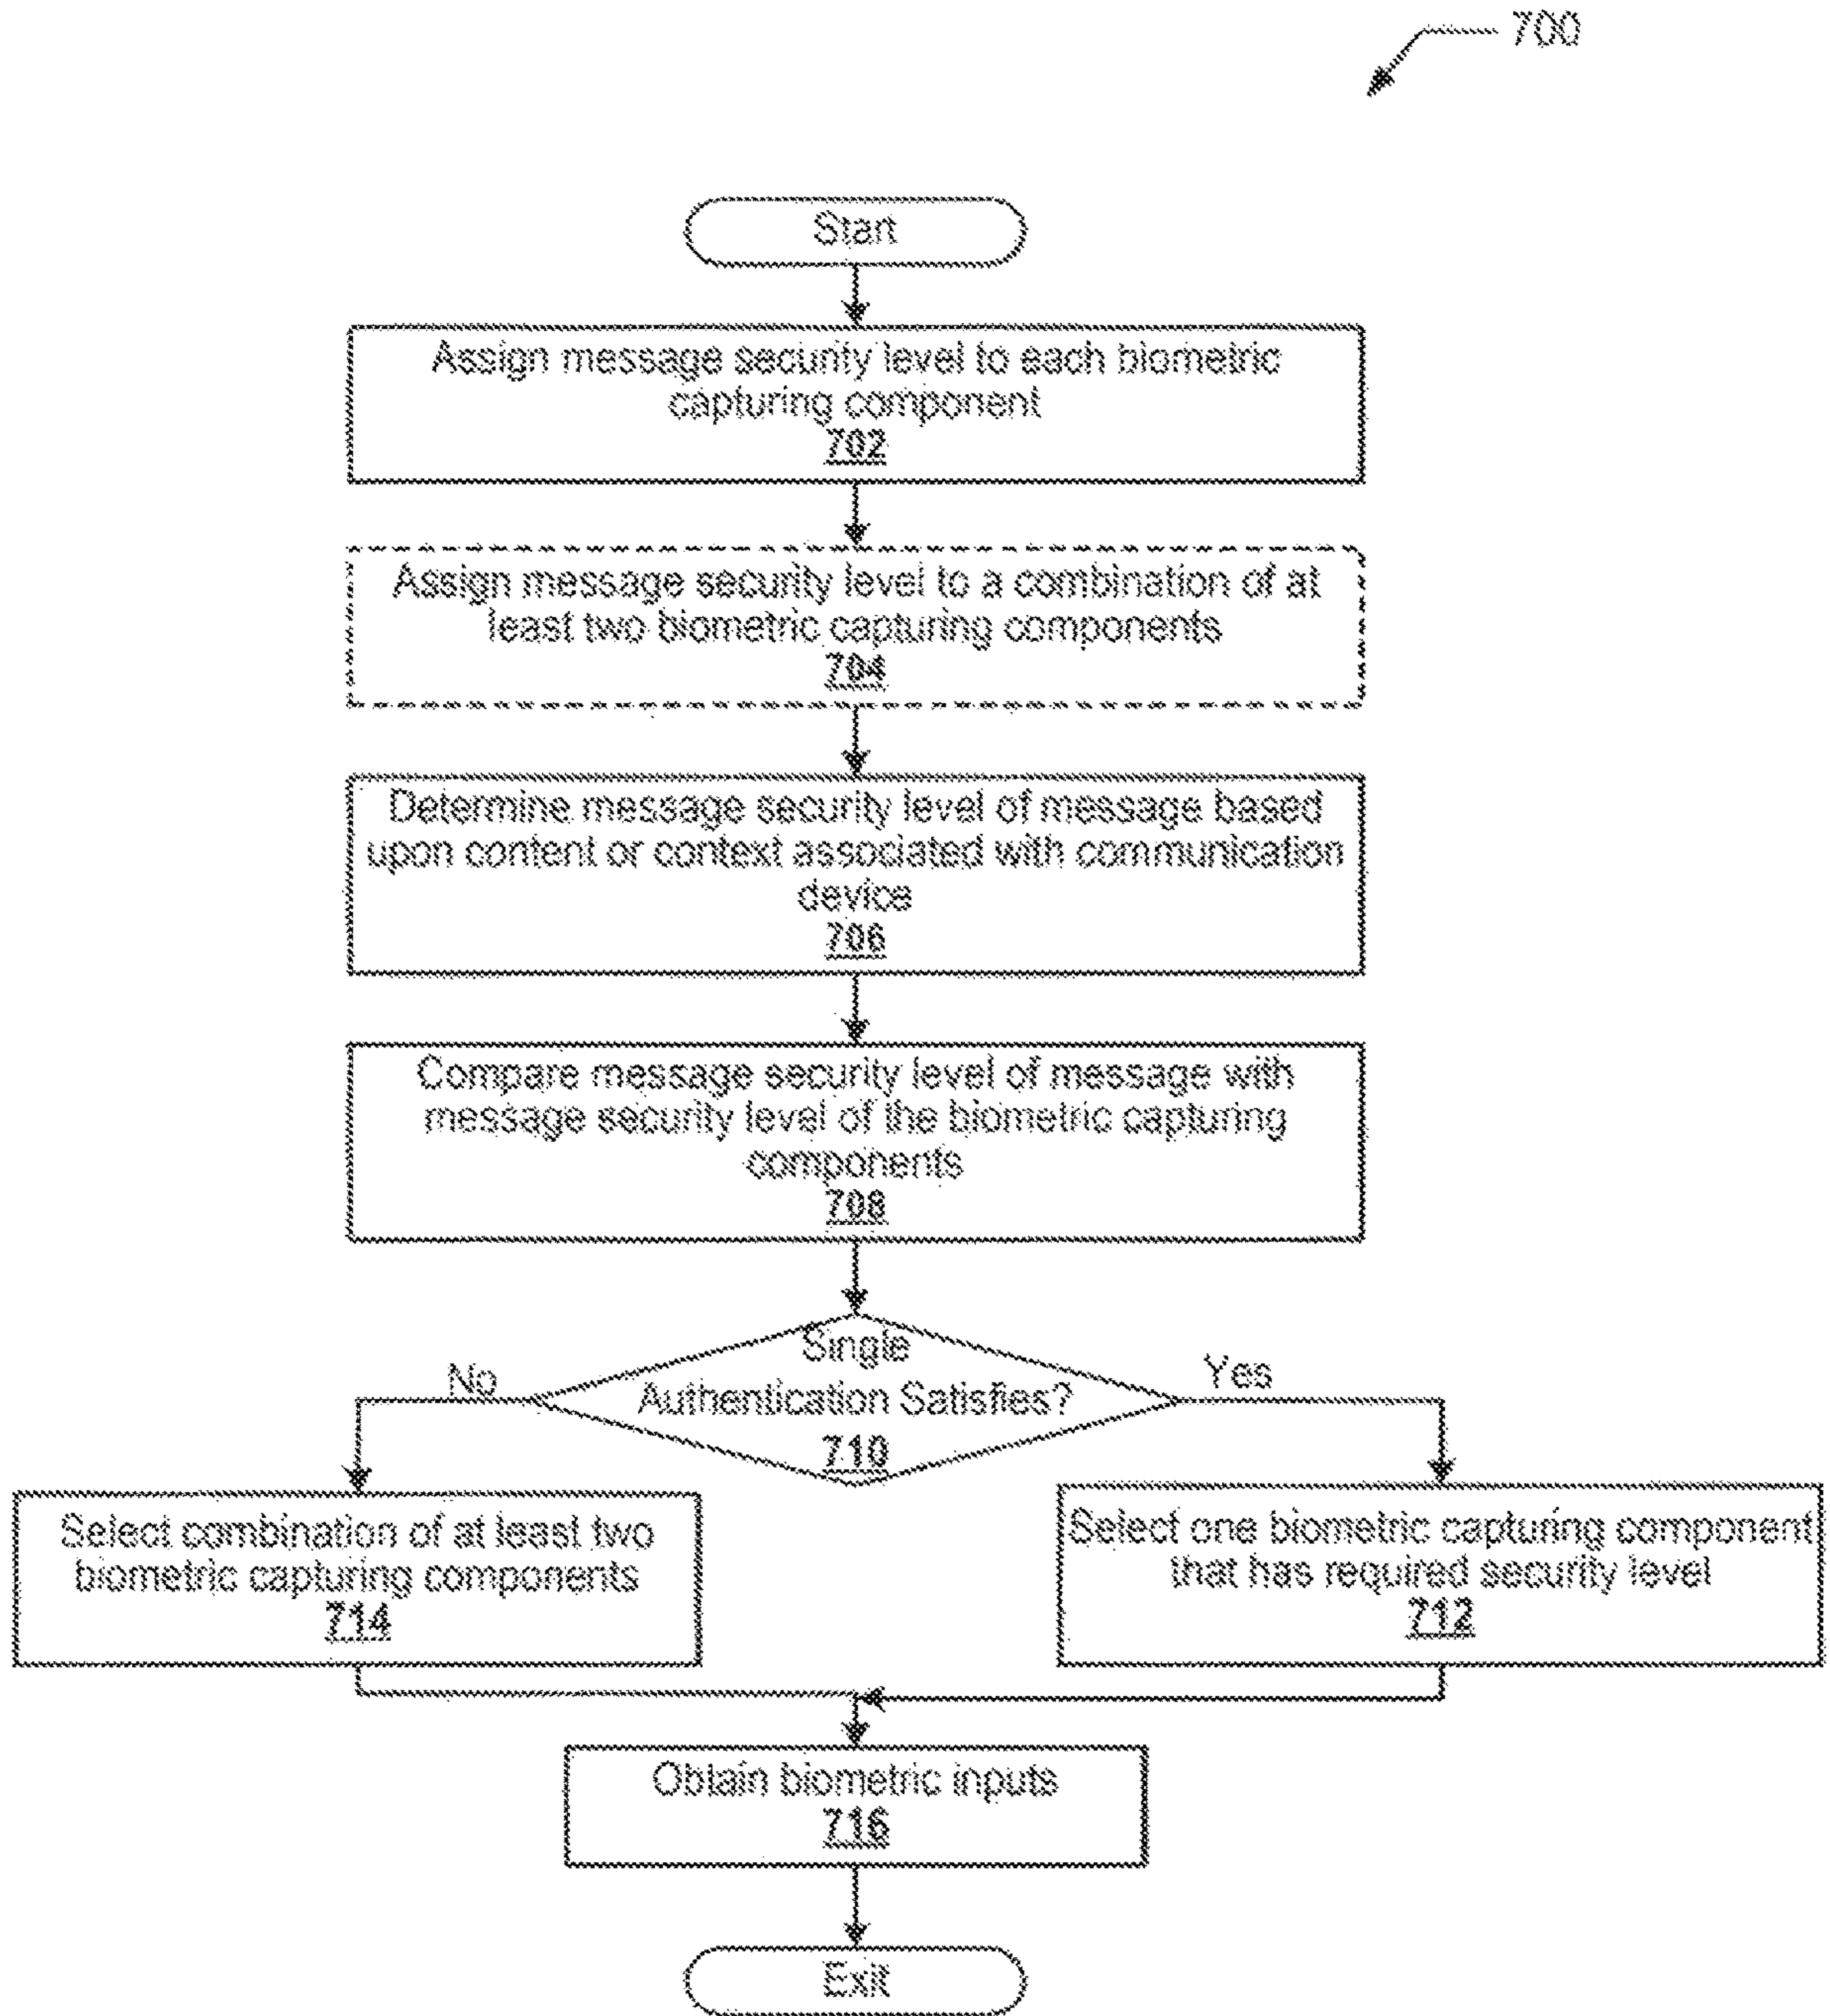 700
Start
Assign message security level to each biometric
capturing component
702
Assign message security level to a combination of at
least two biometric capturing components
704
Determine message security level of message based
upon content or context associated with communication
device
706
Compare message security level of message with
message security level of the biometric capturing
components
708
Single
Authentication Satisfies?
710
No
Yes
Select combination of at least two
biometric capturing components
714
Select one biometric capturing component
that has required security level
712
Obtain biometric inputs
716
Exit